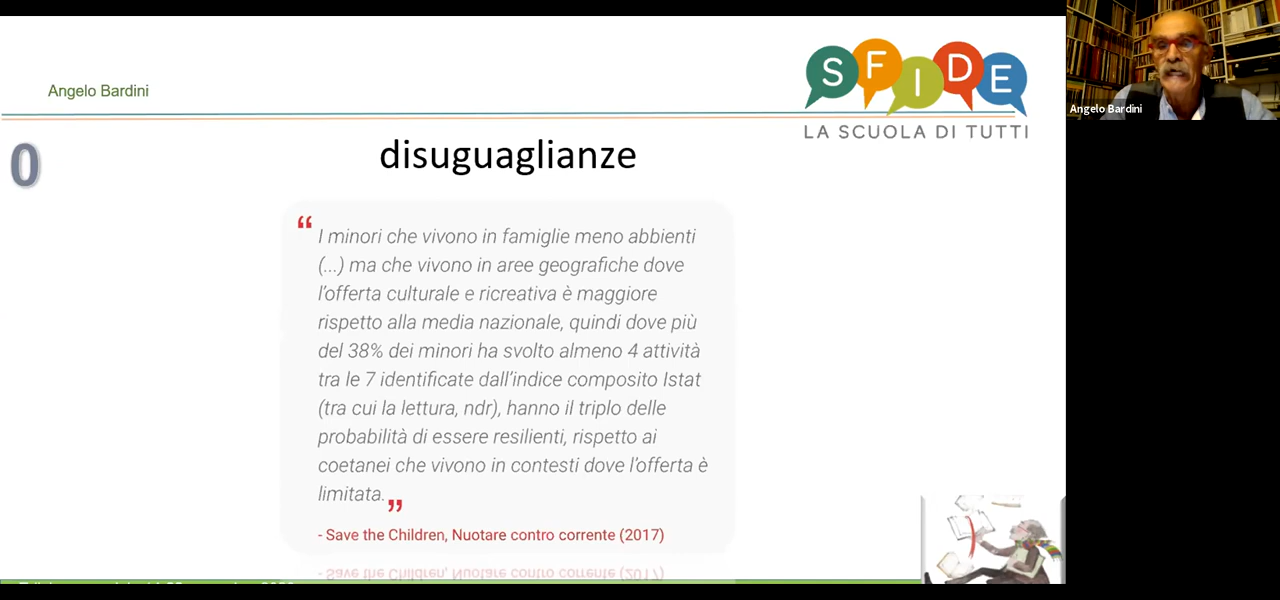 Angelo Bardini
SFIDE
LA SCUOLA DI TUTTI
Angelo Bardini
0
disuguaglianze
“ I minori che vivono in famiglie meno abbienti
(...) ma che vivono in aree geografiche dove
l’offerta culturale e ricreativa è maggiore
rispetto alla media nazionale, quindi dove più
del 38% dei minori ha svolto almeno 4 attività
tra le 7 identificate dall’indice composito Istat
(tra cui la lettura, ndr), hanno il triplo delle
probabilità di essere resilienti, rispetto ai
coetanei che vivono in contesti dove l’offerta è
limitata. ”
- Save the Children, Nuotare contro corrente (2017)